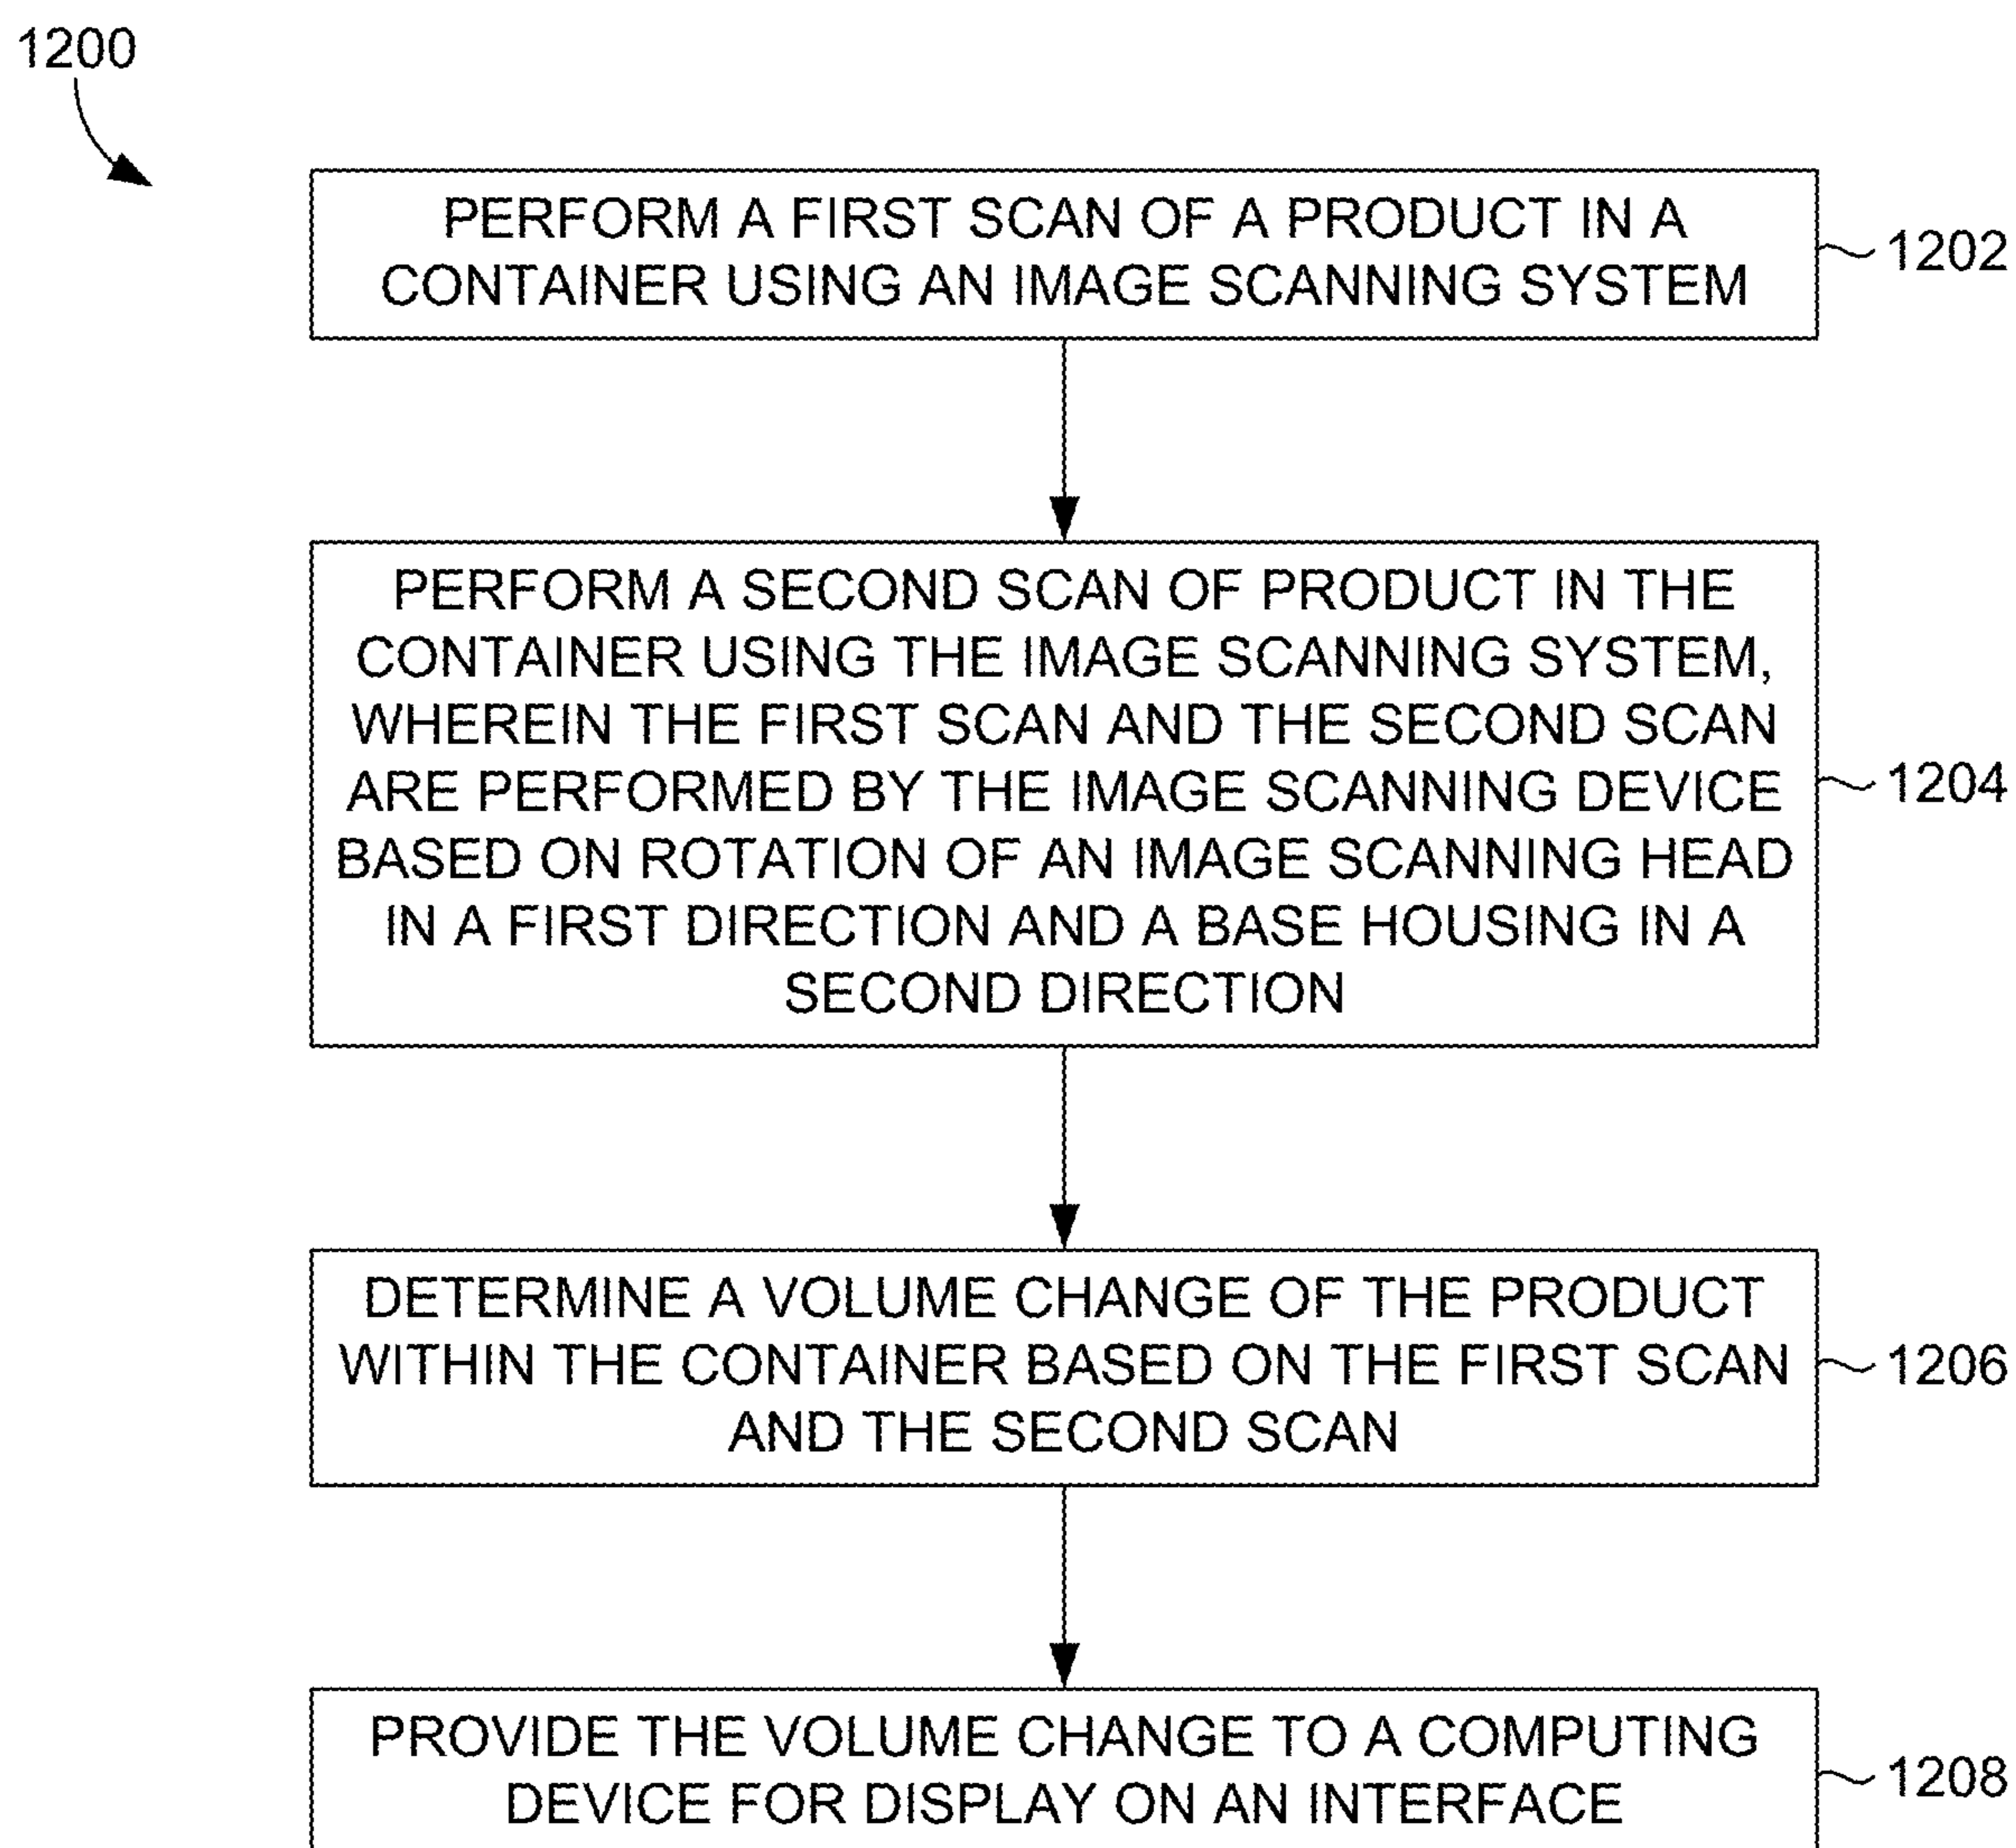 1200
PERFORM A FIRST SCAN OF A PRODUCT IN A
CONTAINER USING AN IMAGE SCANNING SYSTEM
1202
PERFORM A SECOND SCAN OF PRODUCT IN THE
CONTAINER USING THE IMAGE SCANNING SYSTEM,
WHEREIN THE FIRST SCAN AND THE SECOND SCAN
ARE PERFORMED BY THE IMAGE SCANNING DEVICE
BASED ON ROTATION OF AN IMAGE SCANNING HEAD
IN A FIRST DIRECTION AND A BASE HOUSING IN A
SECOND DIRECTION
1204
DETERMINE A VOLUME CHANGE OF THE PRODUCT
WITHIN THE CONTAINER BASED ON THE FIRST SCAN
AND THE SECOND SCAN
1206
PROVIDE THE VOLUME CHANGE TO A COMPUTING
DEVICE FOR DISPLAY ON AN INTERFACE
1208